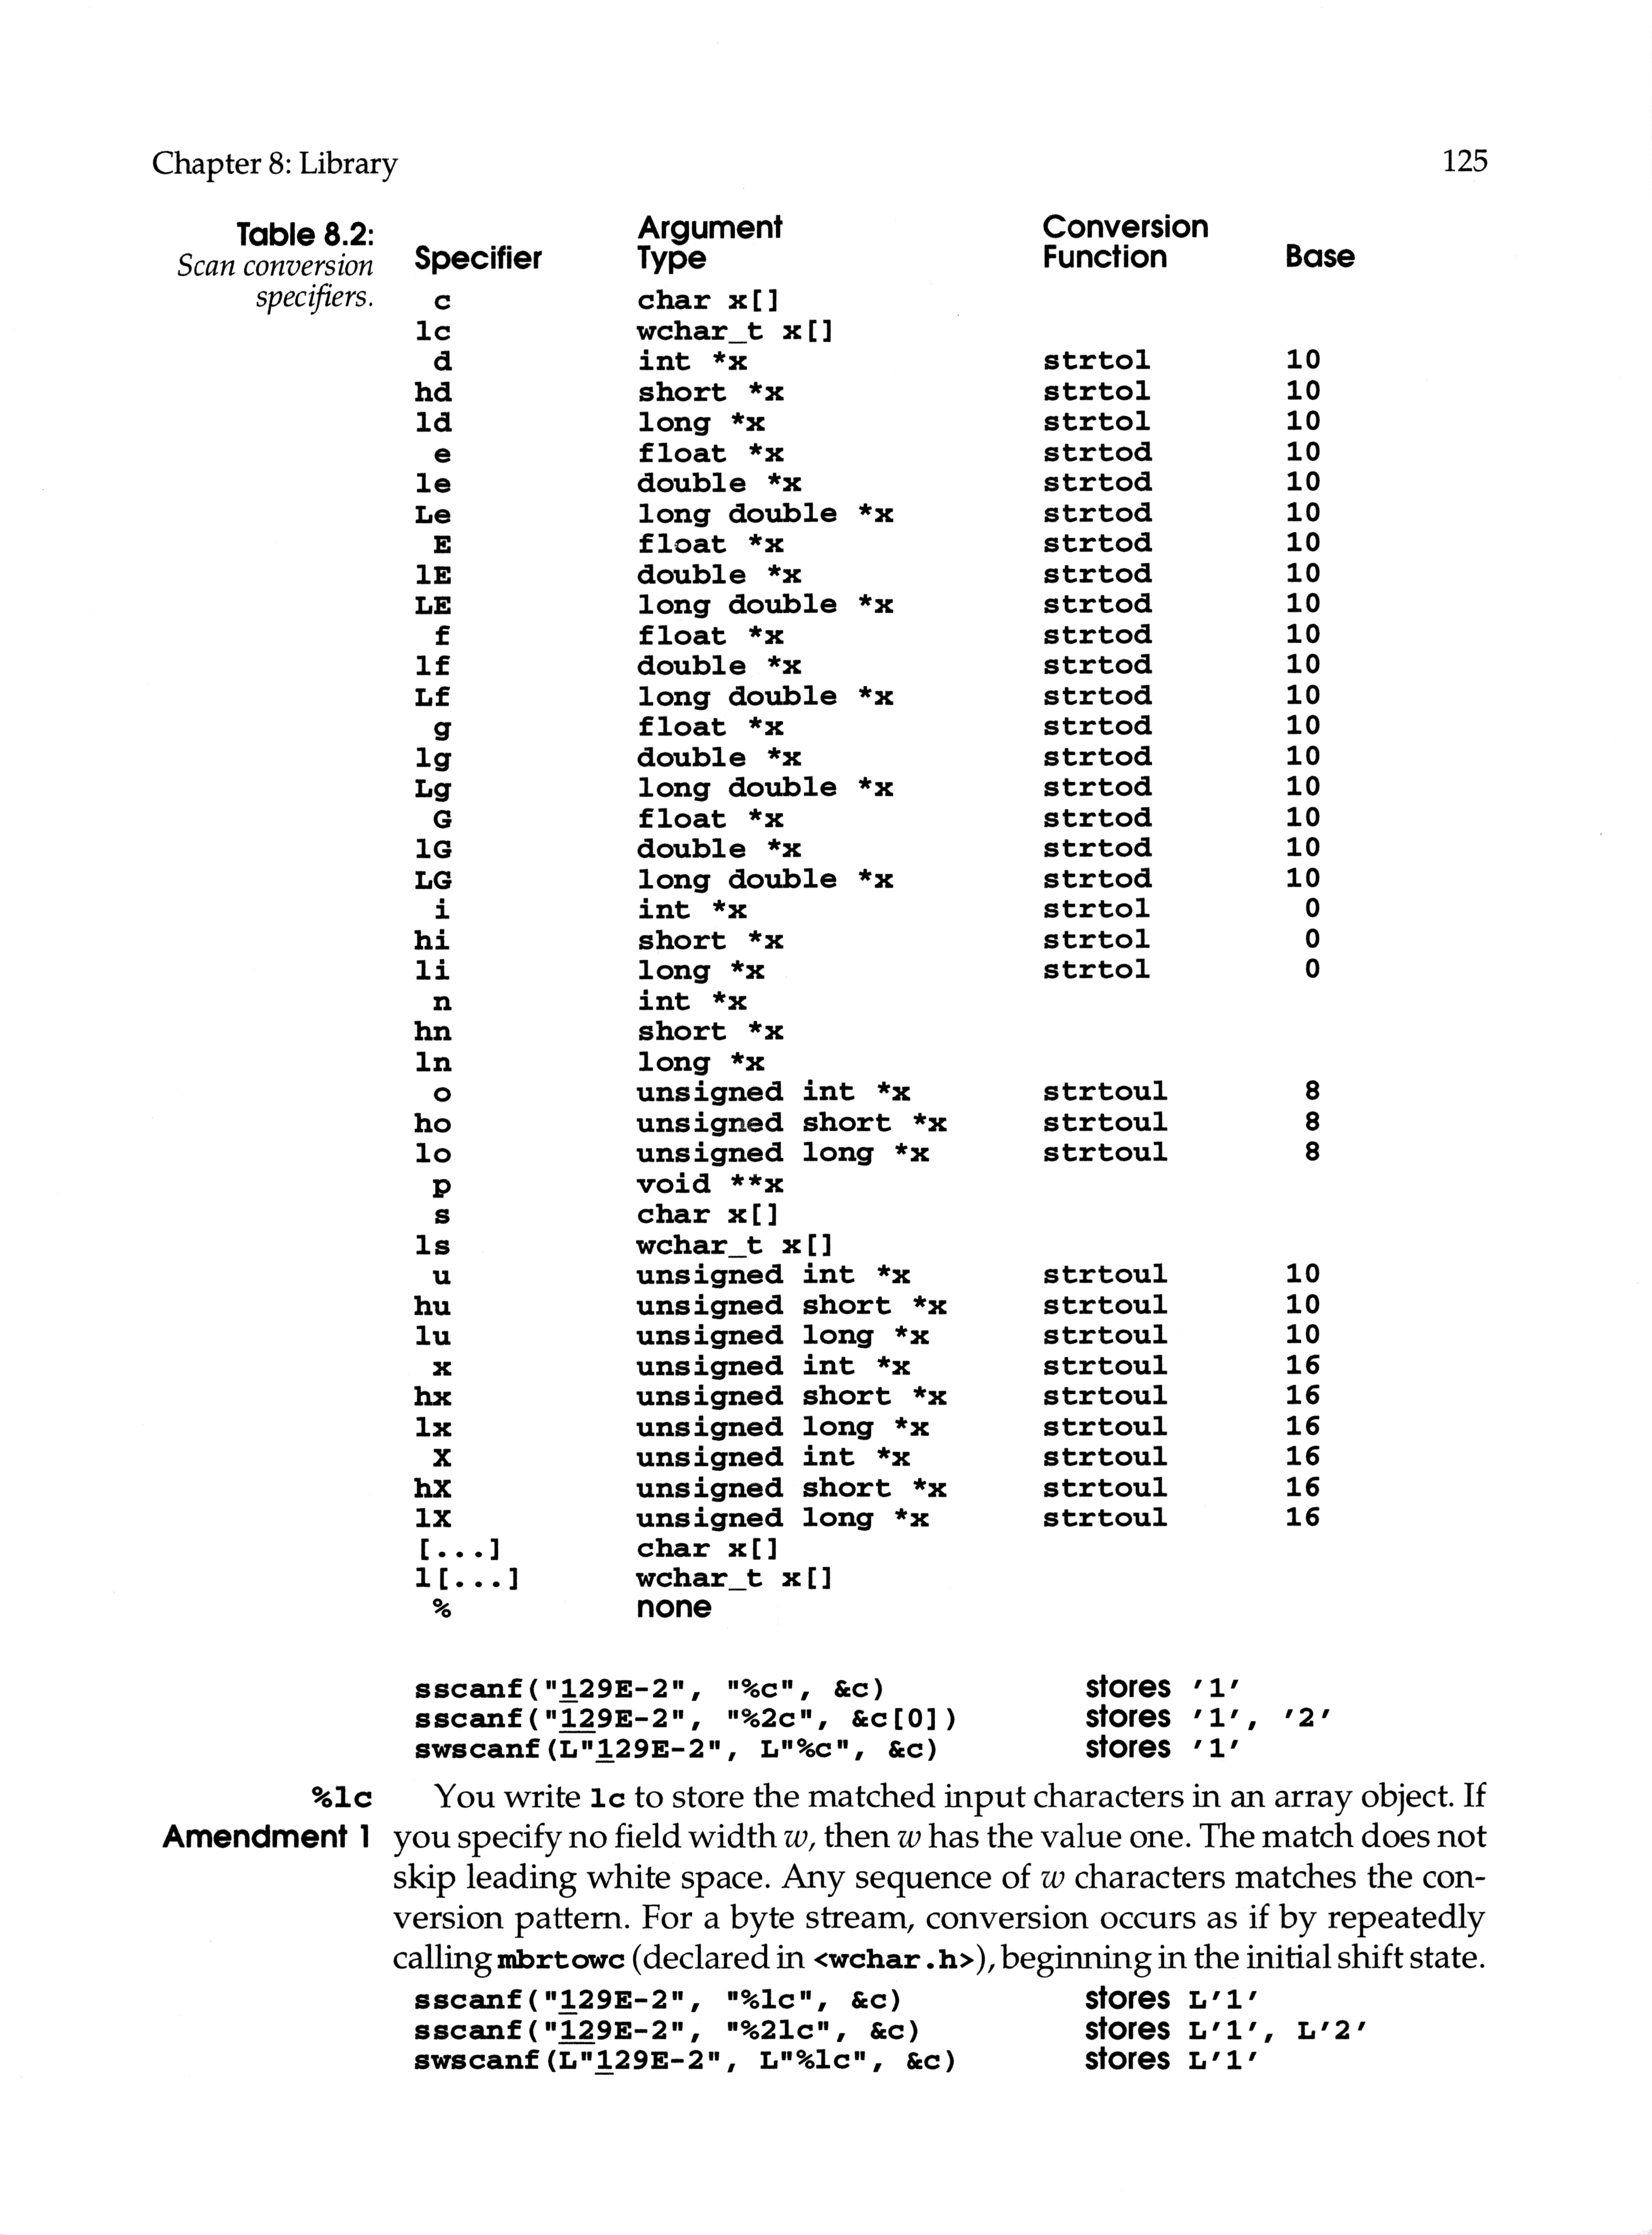 Chapter 8: Library 125
Table 8.2:
Scan conversion
specifiers.
Specifier Argument Type Conversion Function Base
c char x[]
lc wchar_t x[]
d int *x strtol 10
hd short *x strtol 10
ld long *x strtol 10
e float *x strtod 10
le double *x strtod 10
Le long double *x strtod 10
E float *x strtod 10
lE double *x strtod 10
LE long double *x strtod 10
f float *x strtod 10
lf double *x strtod 10
Lf long double *x strtod 10
g float *x strtod 10
lg double *x strtod 10
Lg long double *x strtod 10
G float *x strtod 10
lG double *x strtod 10
LG long double *x strtod 10
i int *x strtol 0
hi short *x strtol 0
li long *x strtol 0
n int *x
hn short *x
ln long *x
o unsigned int *x strtoul 8
ho unsigned short *x strtoul 8
lo unsigned long *x strtoul 8
p void **x
s char x[]
ls wchar_t x[]
u unsigned int *x strtoul 10
hu unsigned short *x strtoul 10
lu unsigned long *x strtoul 10
x unsigned int *x strtoul 16
hx unsigned short *x strtoul 16
lx unsigned long *x strtoul 16
X unsigned int *x strtoul 16
hX unsigned short *x strtoul 16
lX unsigned long *x strtoul 16
[...] char x[]
l[...] wchar_t x[]
% none
sscanf("129E-2", "%c", &c) stores '1'
sscanf("129E-2", "%2c", &c[0]) stores '1', '2'
swscanf(L"129E-2", L"%c", &c) stores '1'
%lc You write lc to store the matched input characters in an array object. If
Amendment 1 you specify no field width w, then w has the value one. The match does not
skip leading white space. Any sequence of w characters matches the con-
version pattern. For a byte stream, conversion occurs as if by repeatedly
calling mbrtowc (declared in <wchar.h>), beginning in the initial shift state.
sscanf("129E-2", "%lc", &c) stores L'1'
sscanf("129E-2", "%2lc", &c) stores L'1', L'2'
swscanf(L"129E-2", L"%lc", &c) stores L'1'